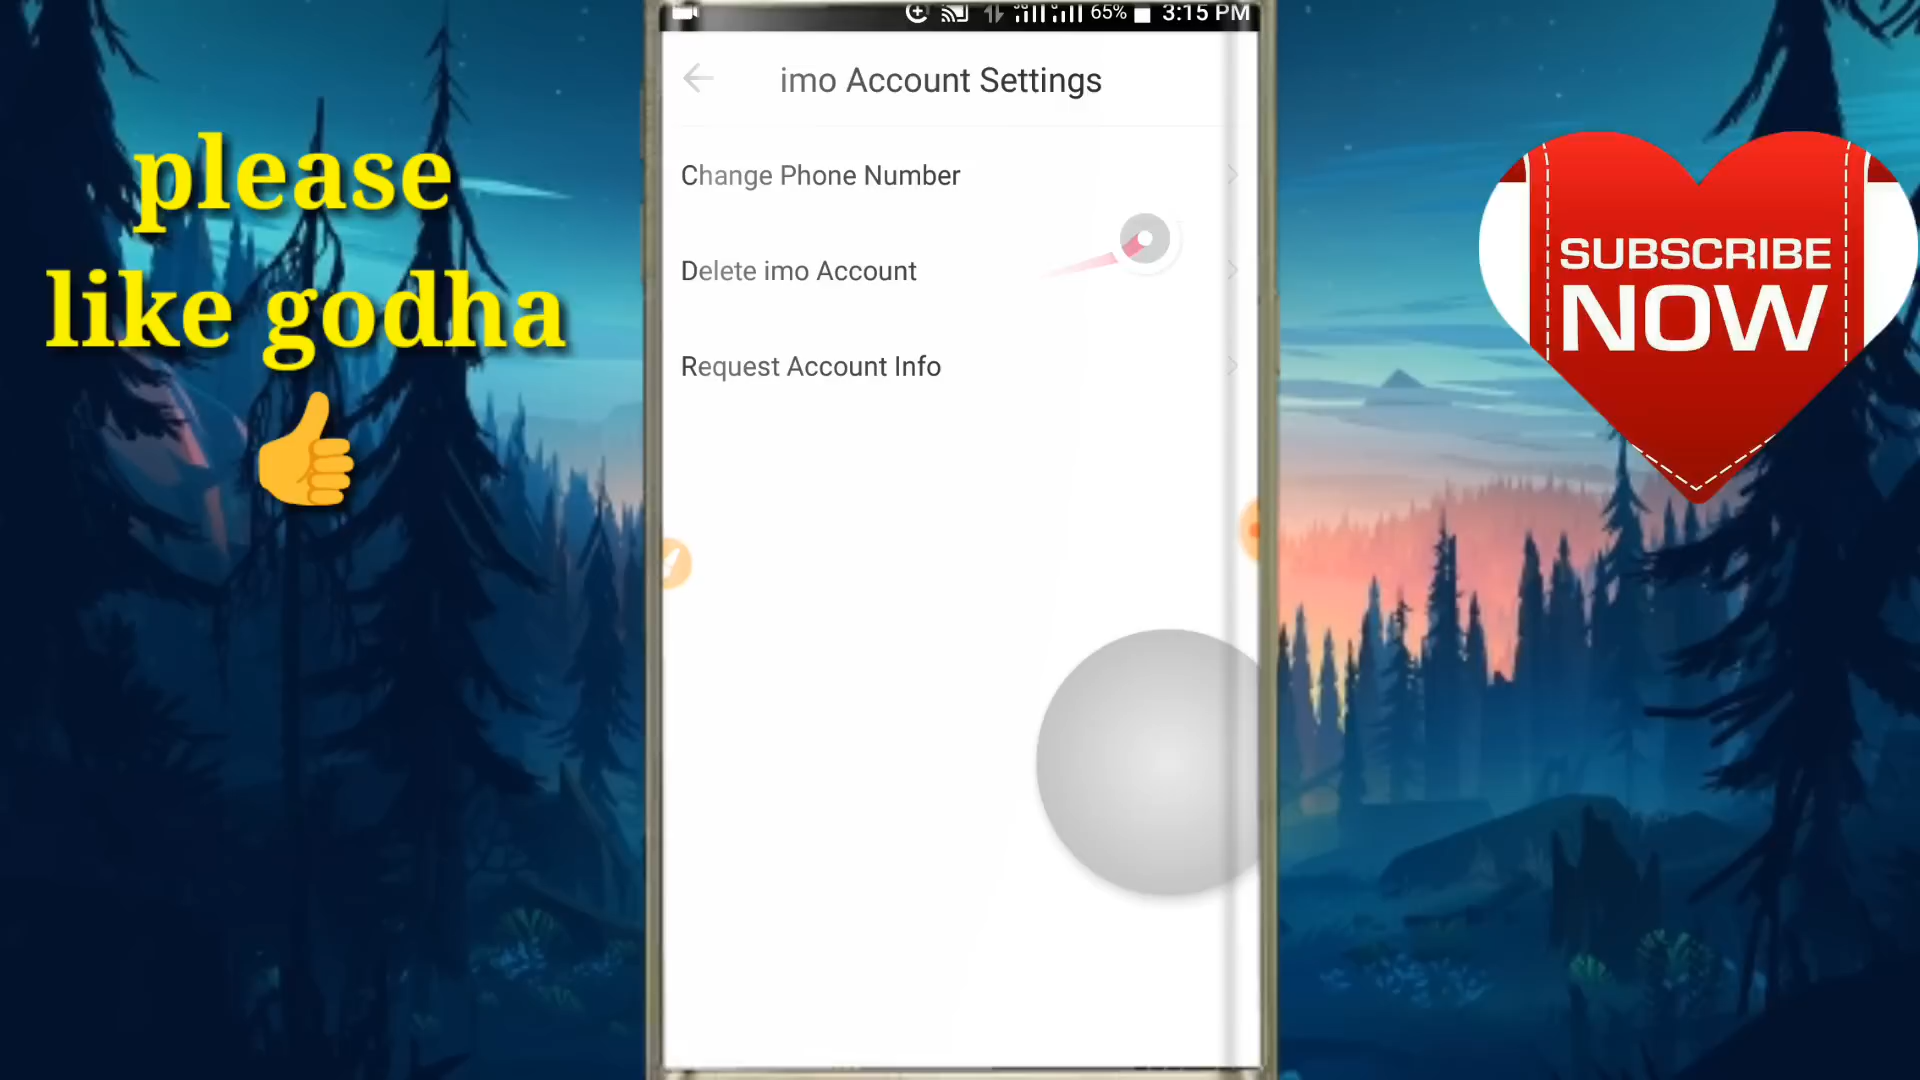 65% 3:15 PM
imo Account Settings
Change Phone Number
Delete imo Account
Request Account Info
please
like godha
SUBSCRIBE
NOW